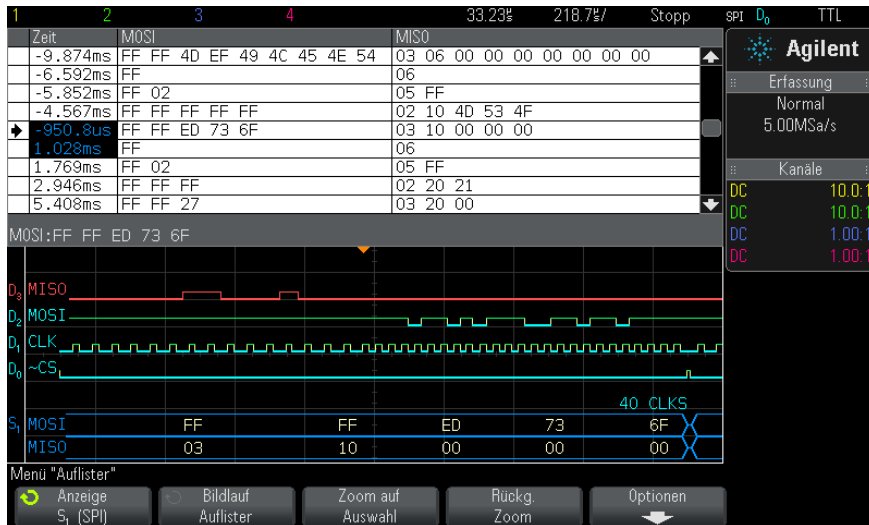 1 2 3 4 33.23s 218.7s/ Stopp SPI D0 TTL
Agilent
Erfassung
Normal
5.00MSa/s
Kanäle
DC 10.0:1
DC 10.0:1
DC 1.00:1
DC 1.00:1
Zeit MOSI MISO
-9.874ms FF FF 4D EF 49 4C 45 4E 54 03 06 00 00 00 00 00 00 00
-6.592ms FF 06
-5.852ms FF 02 05 FF
-4.567ms FF FF FF FF FF 02 10 4D 53 4F
-950.8us FF FF ED 73 6F 03 10 00 00 00
1.028ms FF 06
1.769ms FF 02 05 FF
2.946ms FF FF FF 02 20 21
5.408ms FF FF 27 03 20 00
MOSI:FF FF ED 73 6F
D3 MISO
D2 MOSI
D1 CLK
D0 ~CS
40 CLKS
S1 MOSI FF FF ED 73 6F
MISO 03 10 00 00 00
Menü "Auflister"
Anzeige Bildlauf Zoom auf Rückg. Optionen
S1 (SPI) Auflister Auswahl Zoom